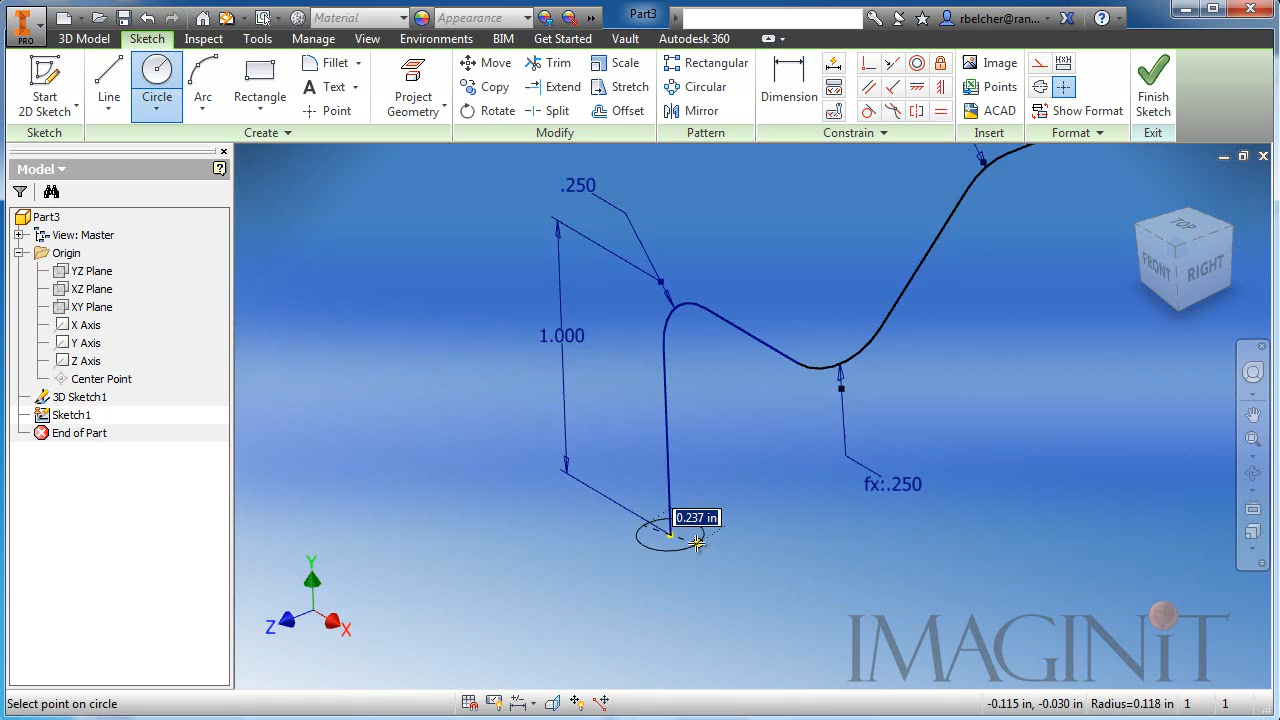 PRO
Material
Appearance
Part3
rbelcher@ran...
3D Model Sketch Inspect Tools Manage View Environments BIM Get Started Vault Autodesk 360
Start 2D Sketch
Line
Circle
Arc
Rectangle
Fillet
Text
Point
Project Geometry
Move
Copy
Rotate
Trim
Extend
Split
Scale
Stretch
Offset
Rectangular
Circular
Mirror
Dimension
Image
Points
ACAD
Show Format
Finish Sketch
Sketch
Create
Modify
Pattern
Constrain
Insert
Format
Exit
Model
Part3
View: Master
Origin
YZ Plane
XZ Plane
XY Plane
X Axis
Y Axis
Z Axis
Center Point
3D Sketch1
Sketch1
End of Part
.250
1.000
fx:.250
0.237 in
TOP
FRONT
RIGHT
Y
Z
X
IMAGINiT
Select point on circle
-0.115 in, -0.030 in Radius=0.118 in 1 1